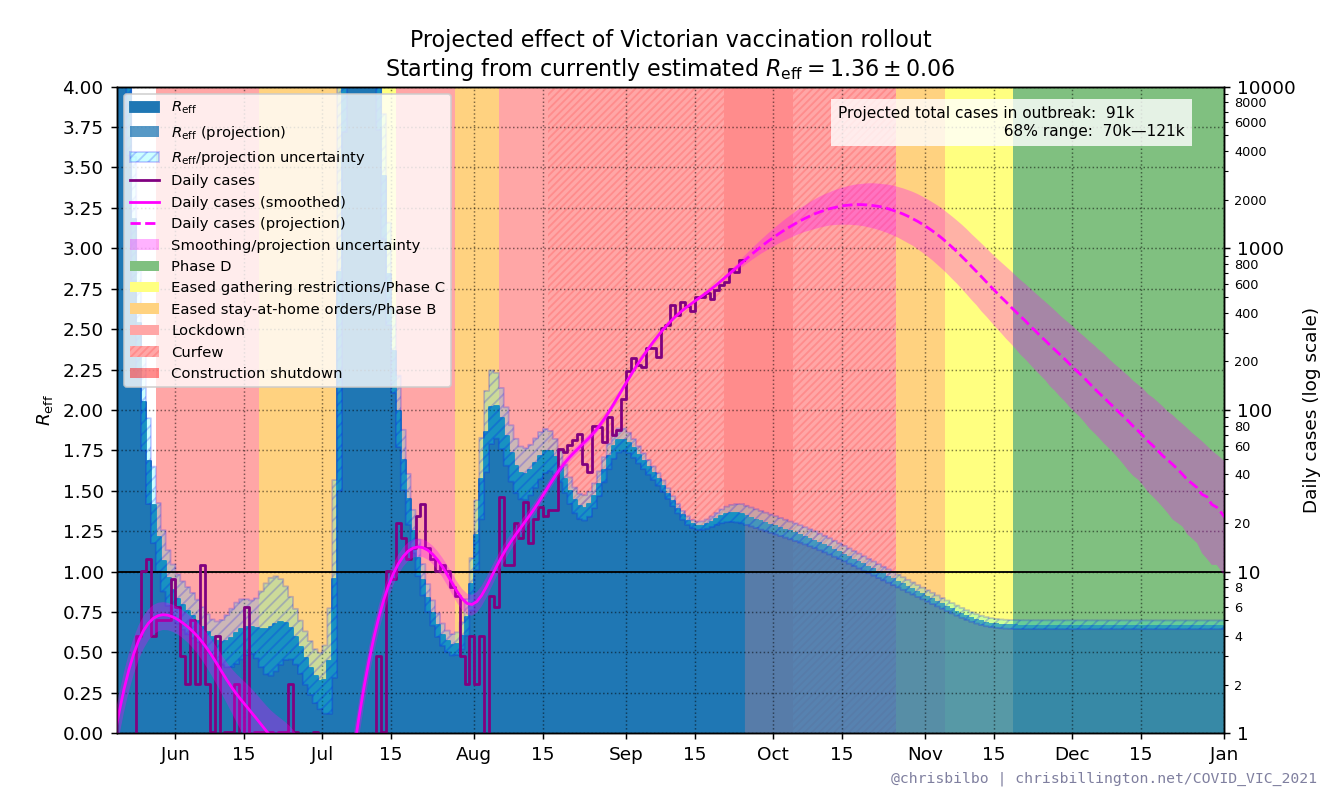 Projected effect of Victorian vaccination rollout
Starting from currently estimated Reff = 1.36 ± 0.06
Reff
Reff (projection)
Reff/projection uncertainty
Daily cases
Daily cases (smoothed)
Daily cases (projection)
Smoothing/projection uncertainty
Phase D
Eased gathering restrictions/Phase C
Eased stay-at-home orders/Phase B
Lockdown
Curfew
Construction shutdown
Projected total cases in outbreak: 91k
68% range: 70k—121k
Reff
4.00
3.75
3.50
3.25
3.00
2.75
2.50
2.25
2.00
1.75
1.50
1.25
1.00
0.75
0.50
0.25
0.00
10000
8000
6000
4000
2000
1000
800
600
400
200
100
80
60
40
20
10
8
6
4
2
1
Daily cases (log scale)
Jun 15 Jul 15 Aug 15 Sep 15 Oct 15 Nov 15 Dec 15 Jan
@chrisbilbo | chrisbillington.net/COVID_VIC_2021